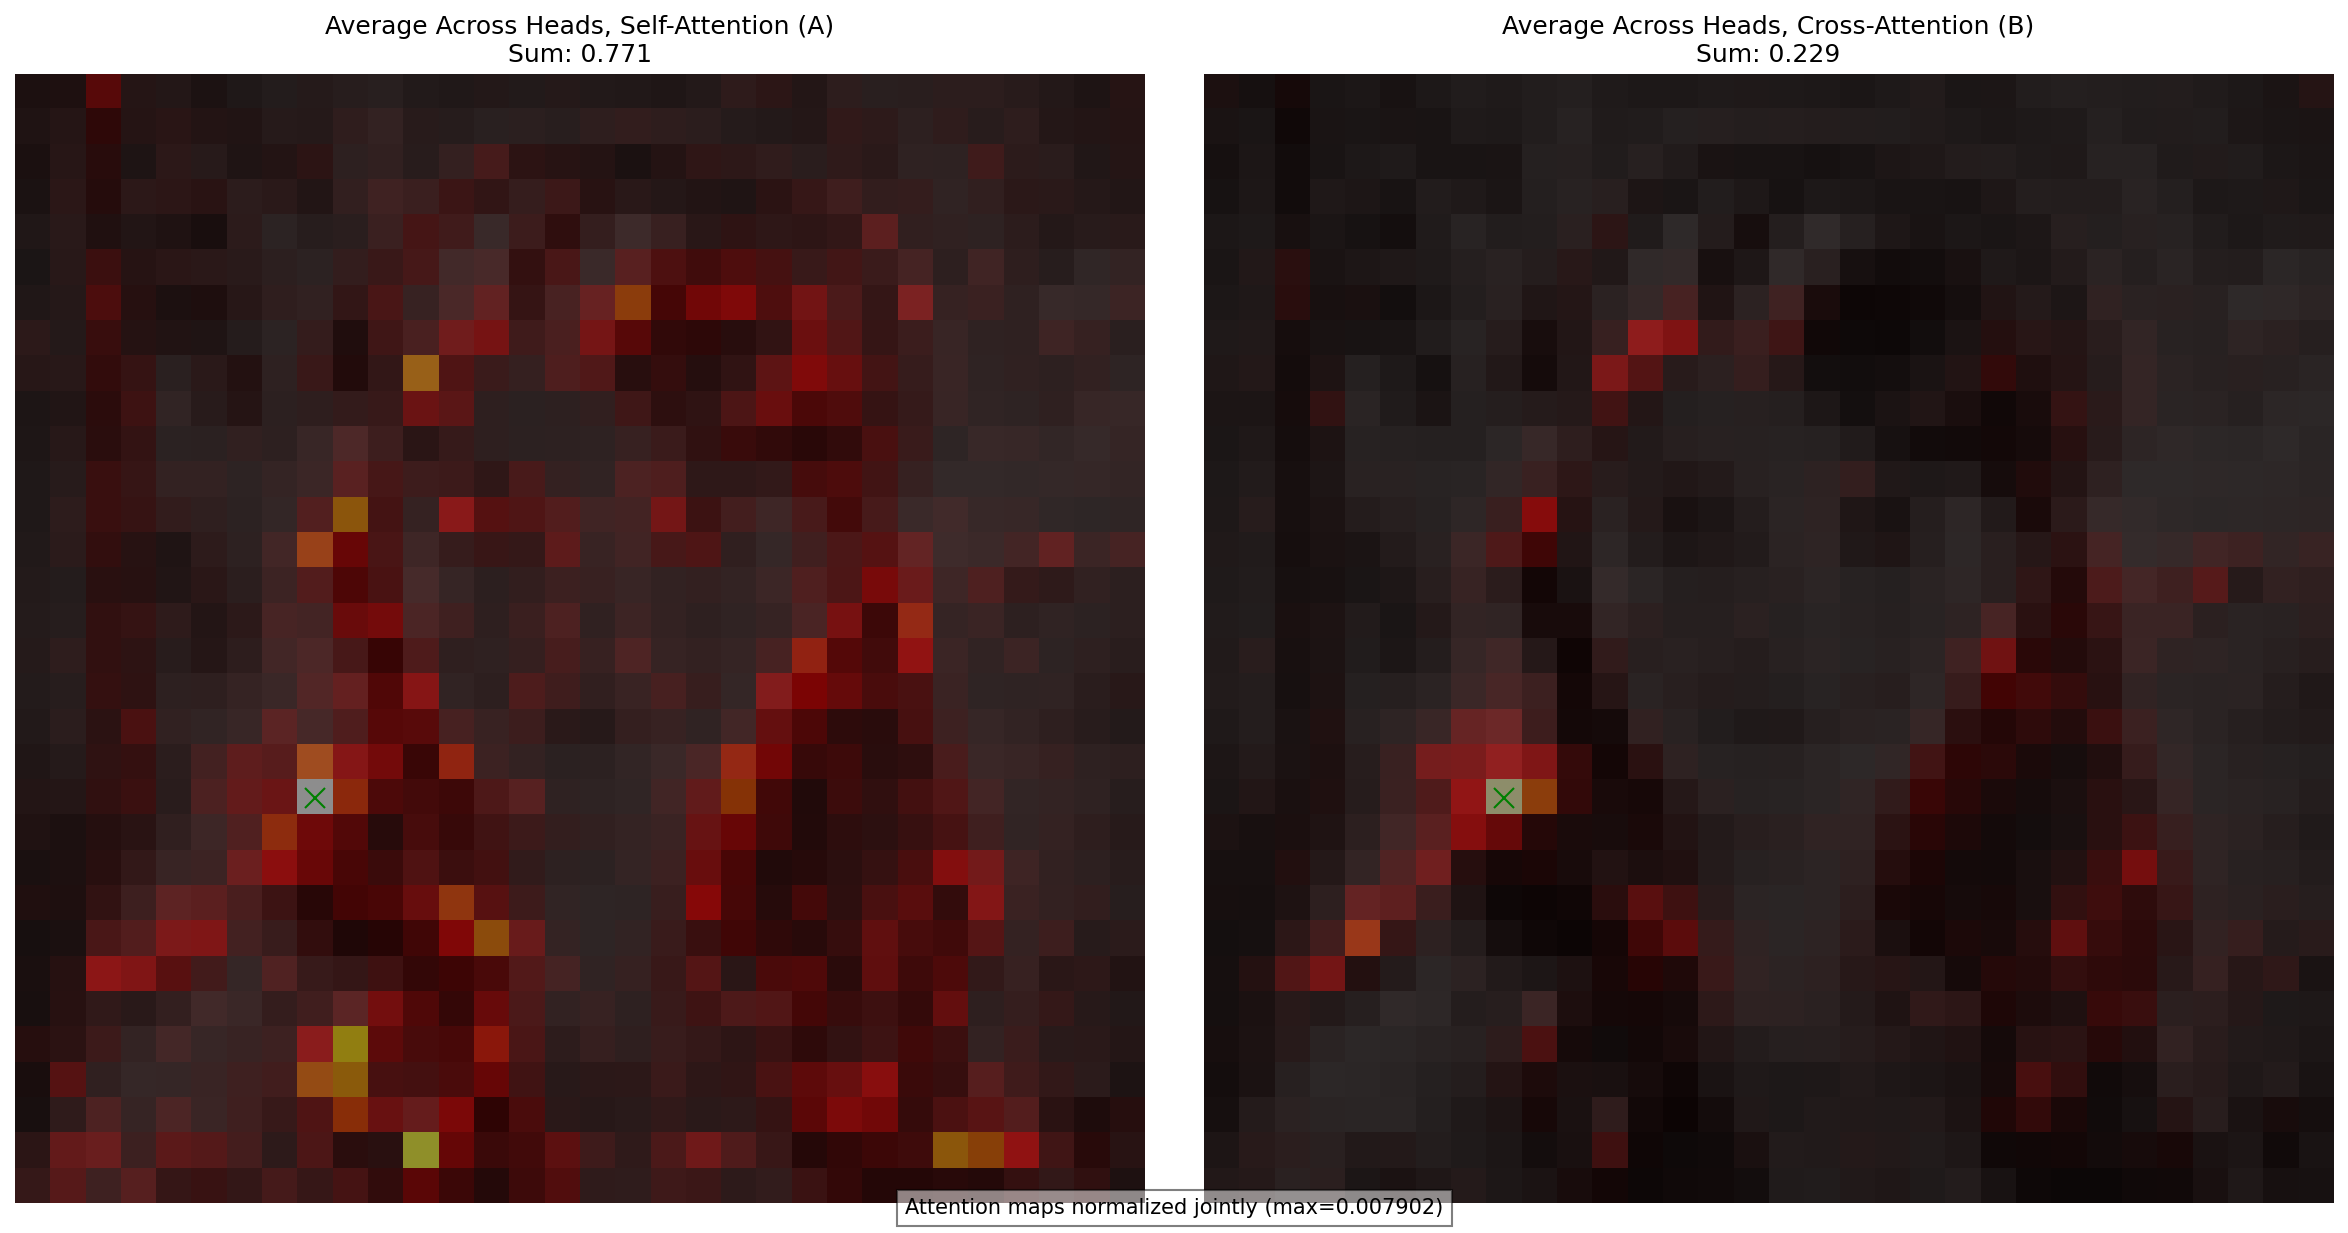 Average Across Heads, Self-Attention (A)
Sum: 0.771
Average Across Heads, Cross-Attention (B)
Sum: 0.229
Attention maps normalized jointly (max=0.007902)